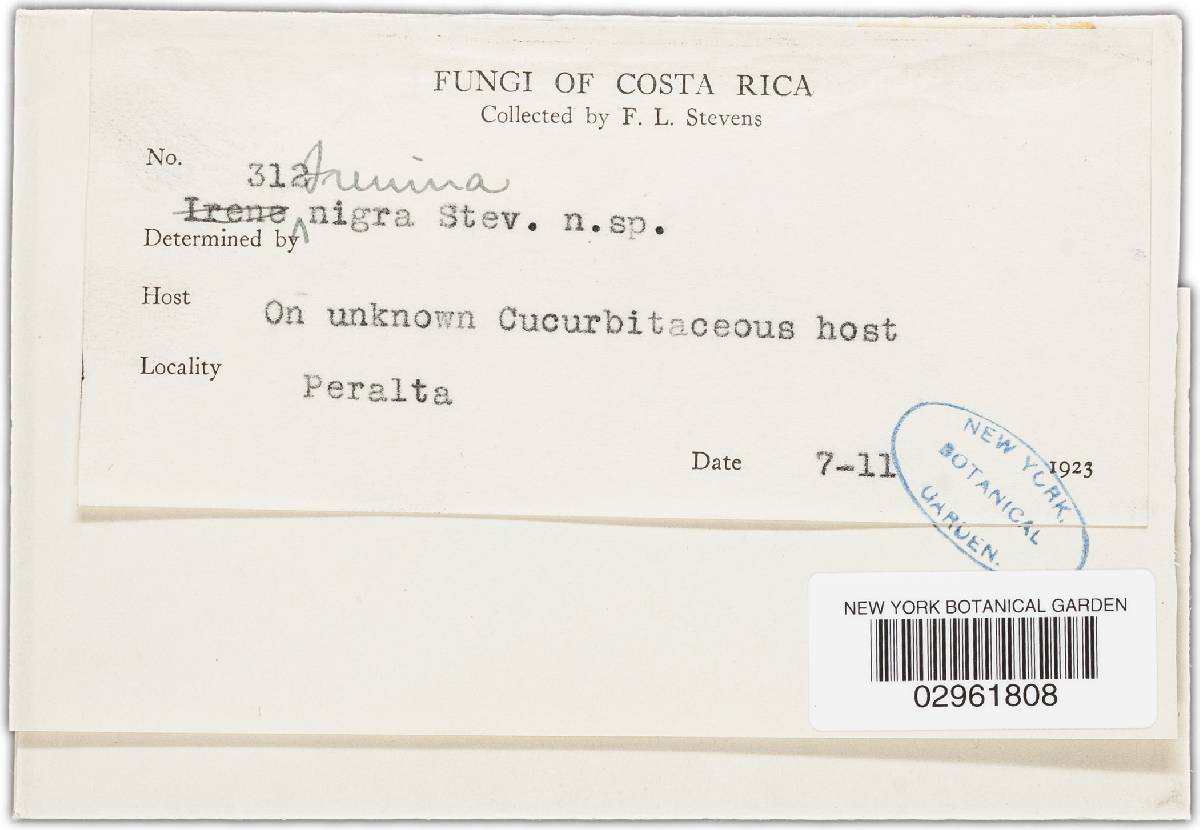 FUNGI OF COSTA RICA
Collected by F. L. Stevens
No. 312
Irenina
Irene nigra Stev. n.sp.
Determined by
Host On unknown Cucurbitaceous host
Locality Peralta
Date 7-11 1923
NEW YORK
BOTANICAL
GARDEN.
NEW YORK BOTANICAL GARDEN
02961808